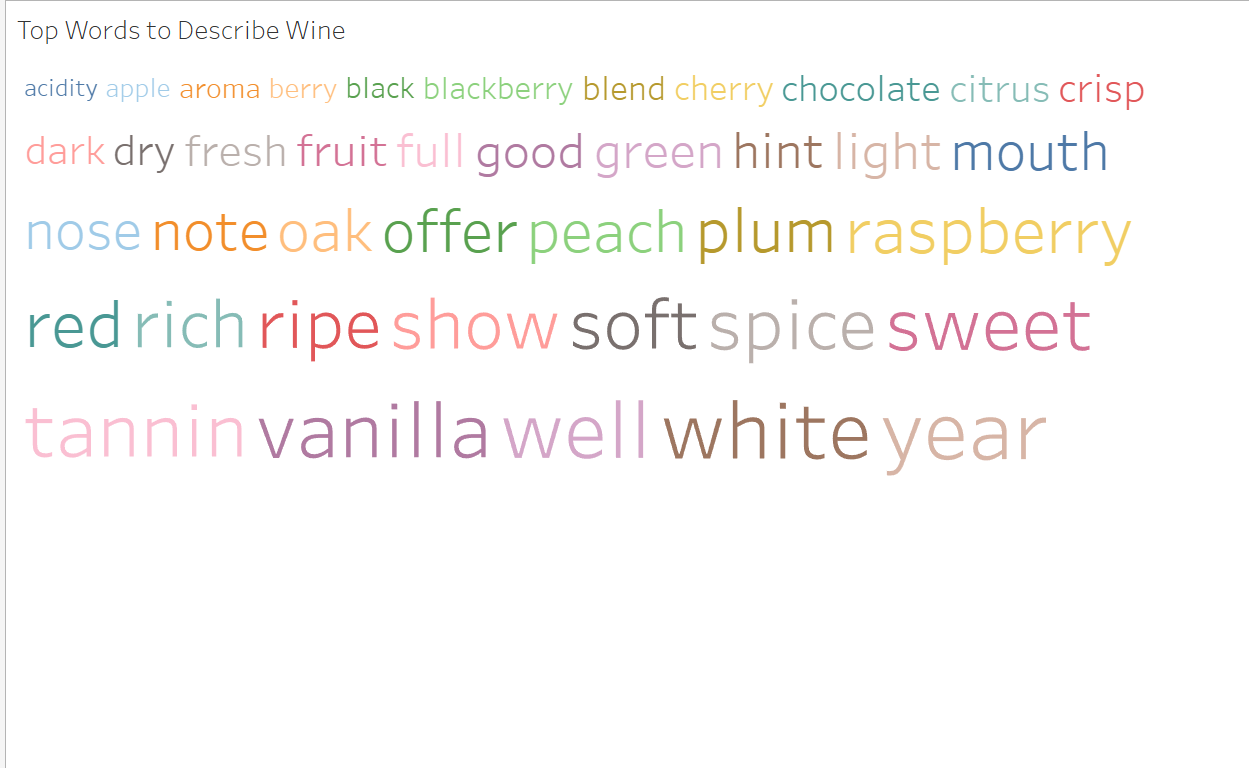 Top Words to Describe Wine
acidity apple aroma berry black blackberry blend cherry chocolate citrus crisp
dark dry fresh fruit full good green hint light mouth
nose note oak offer peach plum raspberry
red rich ripe show soft spice sweet
tannin vanilla well white year